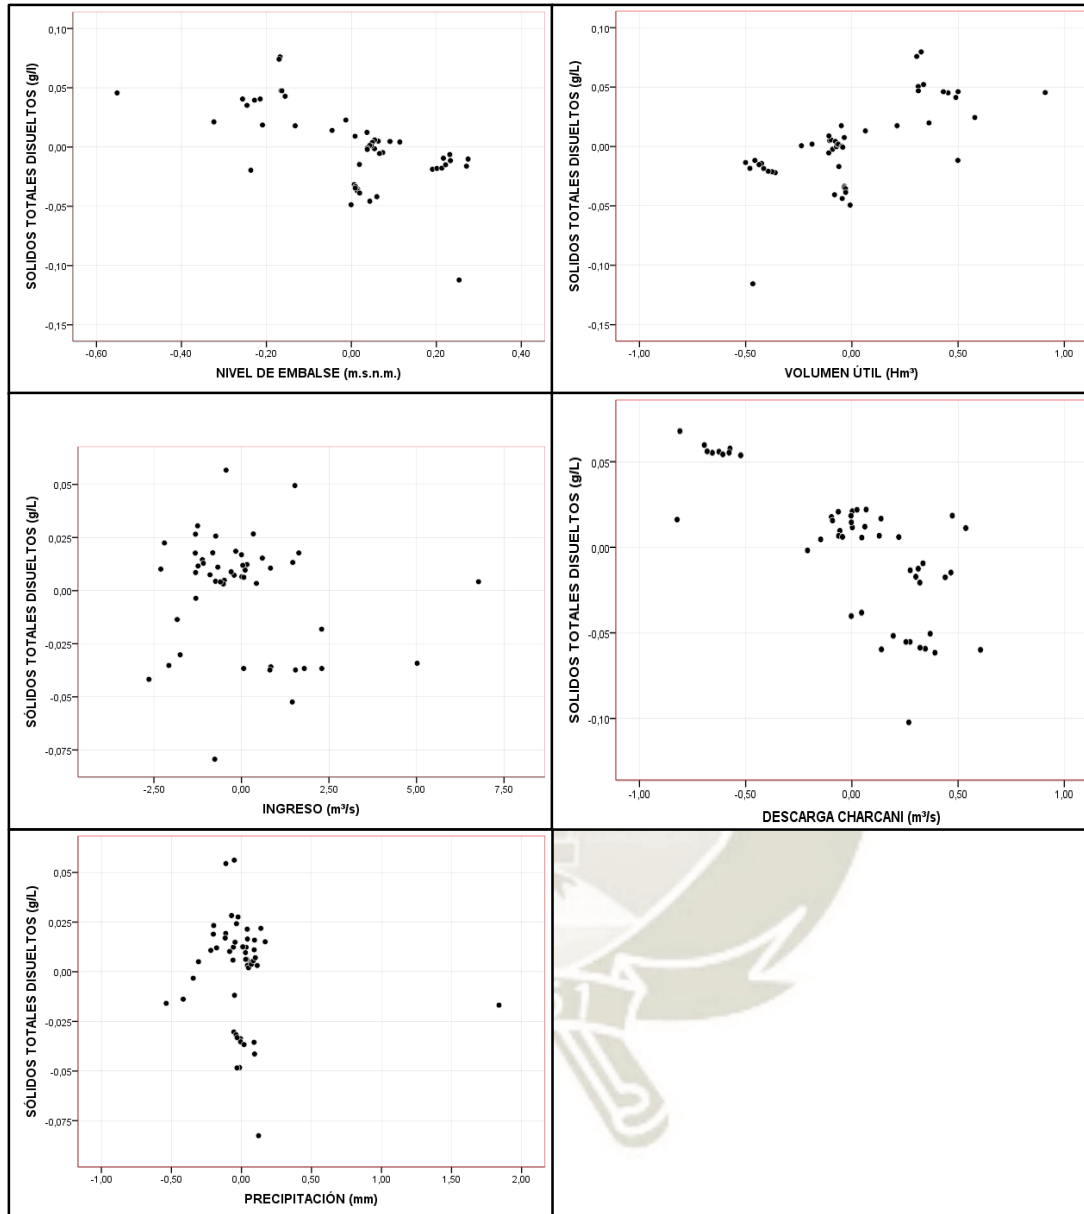 SOLIDOS TOTALES DISUELTOS (g/l)
0,10
0,05
0,00
-0,05
-0,10
-0,15
-0,60 -0,40 -0,20 0,00 0,20 0,40
NIVEL DE EMBALSE (m.s.n.m.)
SOLIDOS TOTALES DISUELTOS (g/L)
0,10
0,05
0,00
-0,05
-0,10
-0,15
-1,00 -0,50 0,00 0,50 1,00
VOLUMEN ÚTIL (Hm³)
SÓLIDOS TOTALES DISUELTOS (g/L)
0,05
0,025
0,00
-0,025
-0,05
-0,075
-2,50 0,00 2,50 5,00 7,50
INGRESO (m³/s)
SOLIDOS TOTALES DISUELTOS (g/L)
0,05
0,00
-0,05
-0,10
-1,00 -0,50 0,00 0,50 1,00
DESCARGA CHARCANI (m³/s)
SÓLIDOS TOTALES DISUELTOS (g/L)
0,05
0,025
0,00
-0,025
-0,05
-0,075
-1,00 -0,50 0,00 0,50 1,00 1,50 2,00
PRECIPITACIÓN (mm)